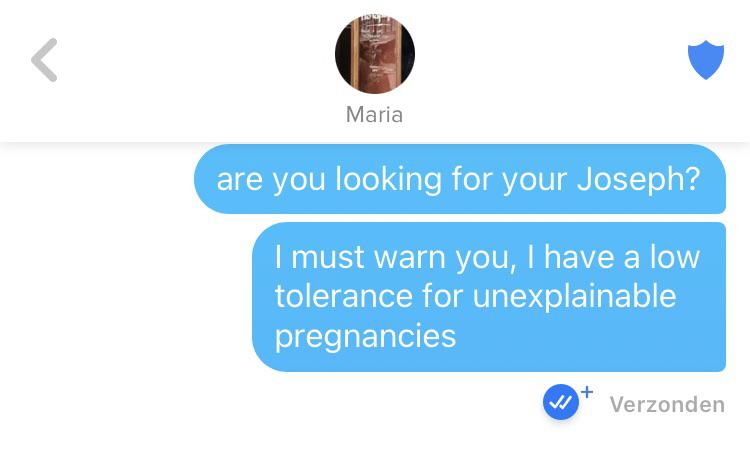 Maria
are you looking for your Joseph?
I must warn you, I have a low
tolerance for unexplainable
pregnancies
Verzonden